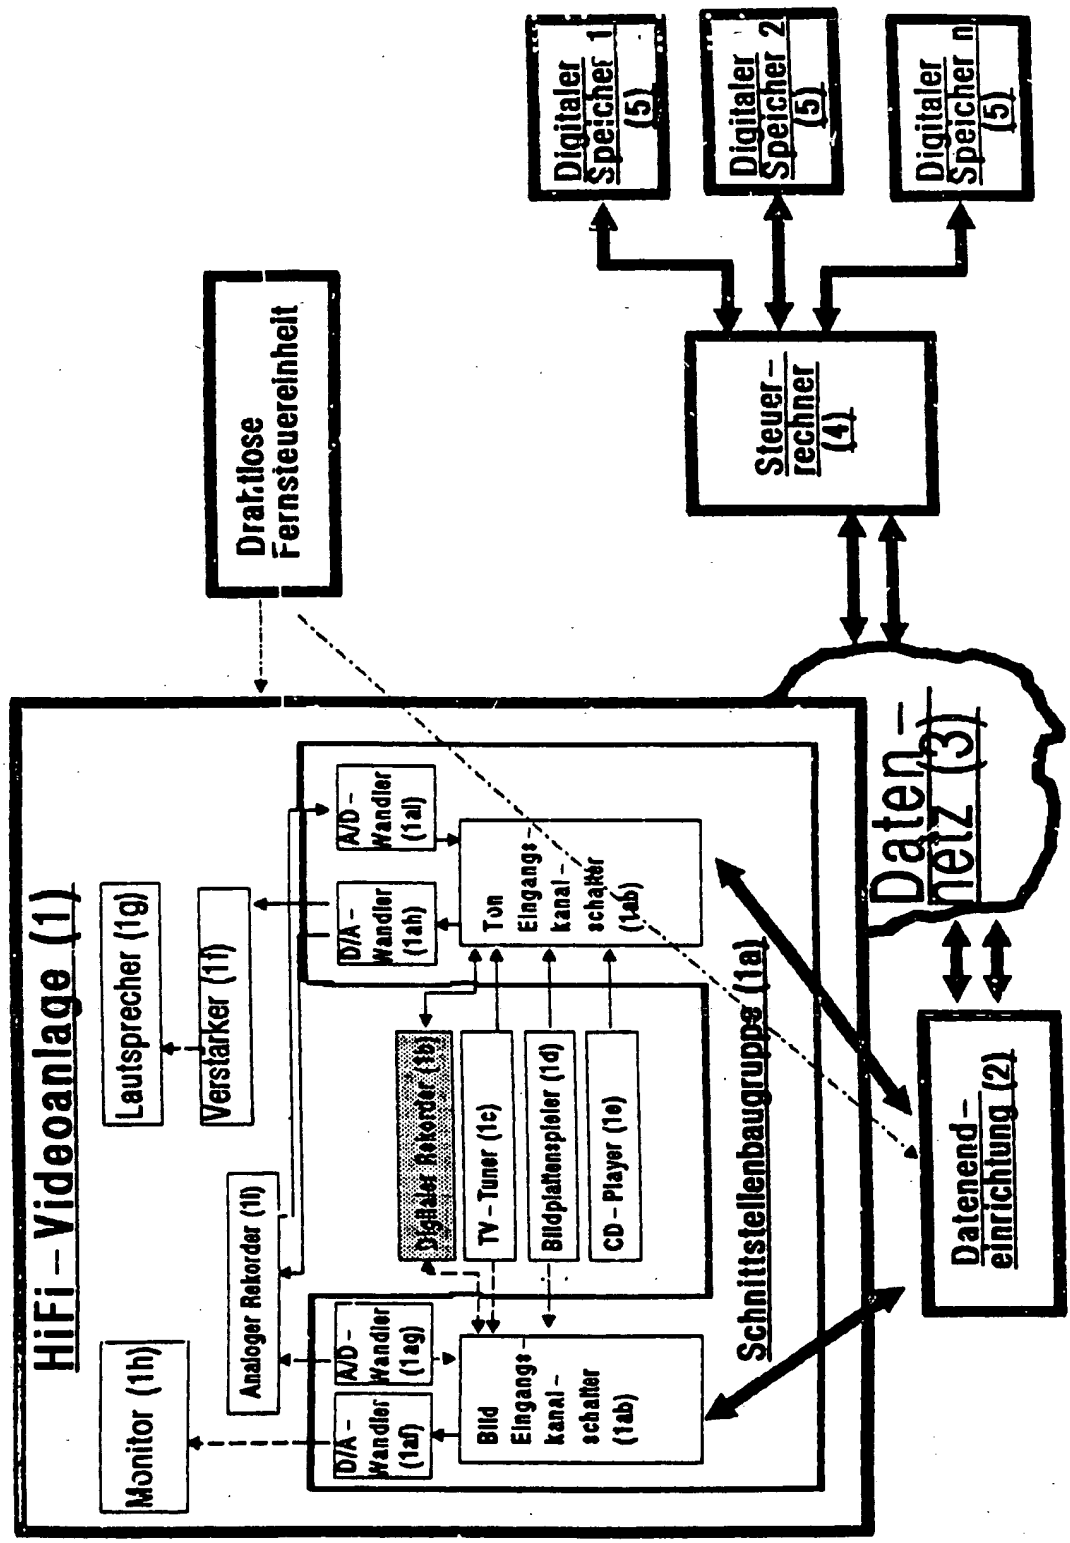 HiFi–Videoanlage (1)
Monitor (1h)
Lautsprecher (1g)
Verstärker (1f)
Analoger Rekorder (1i)
D/A–
Wandler
(1af)
A/D–
Wandler
(1ag)
D/A–
Wandler
(1ah)
A/D–
Wandler
(1ai)
Bild
Eingangs–
kanal–
schalter
(1ab)
Digitaler Rekorder (1b)
TV–Tuner (1c)
Bildplattenspieler (1d)
CD–Player (1e)
Ton
Eingangs–
kanal–
schalter
(1ab)
Schnittstellenbaugruppe (1a)
Drahtlose
Fernsteuereinheit
Datenend–
einrichtung (2)
Daten–
netz (3)
Steuer–
rechner
(4)
Digitaler
Speicher 1
(5)
Digitaler
Speicher 2
(5)
Digitaler
Speicher n
(5)